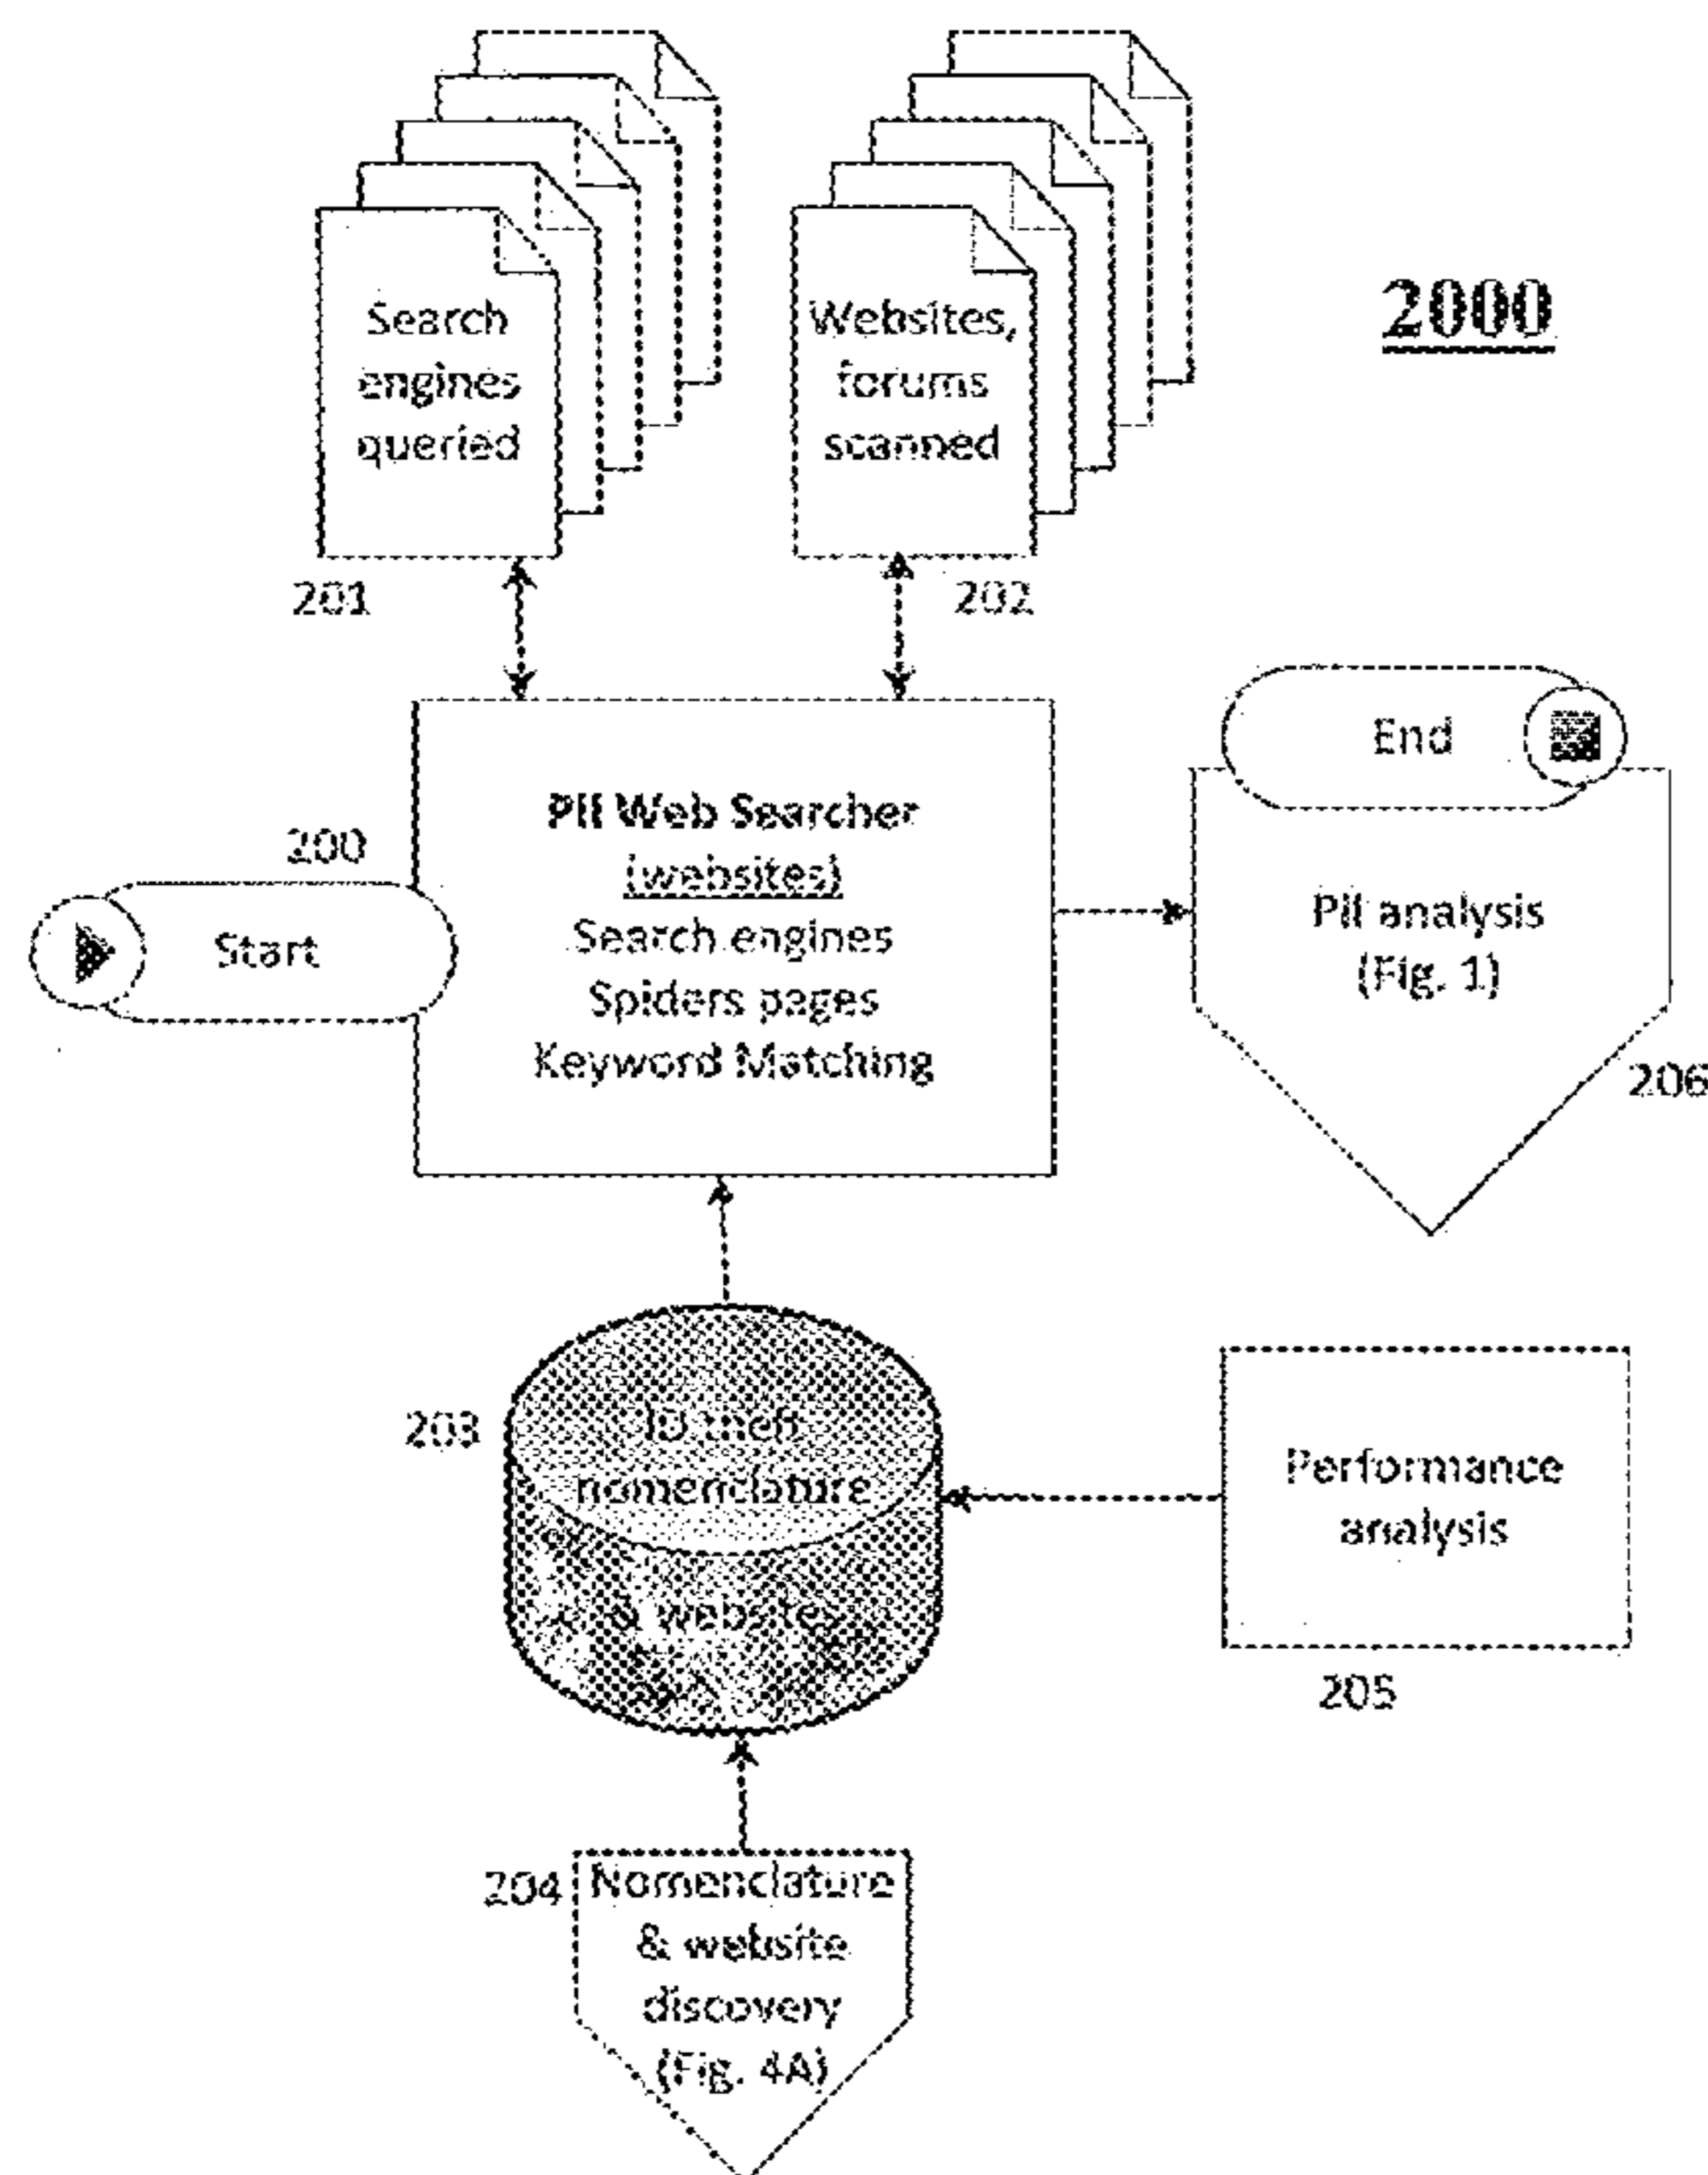 Search
engines
queried
Websites,
forums
scanned
2000
201
202
End
PII Web Searcher
(websites)
Search engines
Spiders pages
Keyword Matching
200
Start
PII analysis
(Fig. 1)
206
203
ID theft
nomenclature
& websites
Performance
analysis
205
204
Nomenclature
& website
discovery
(Fig. 4A)